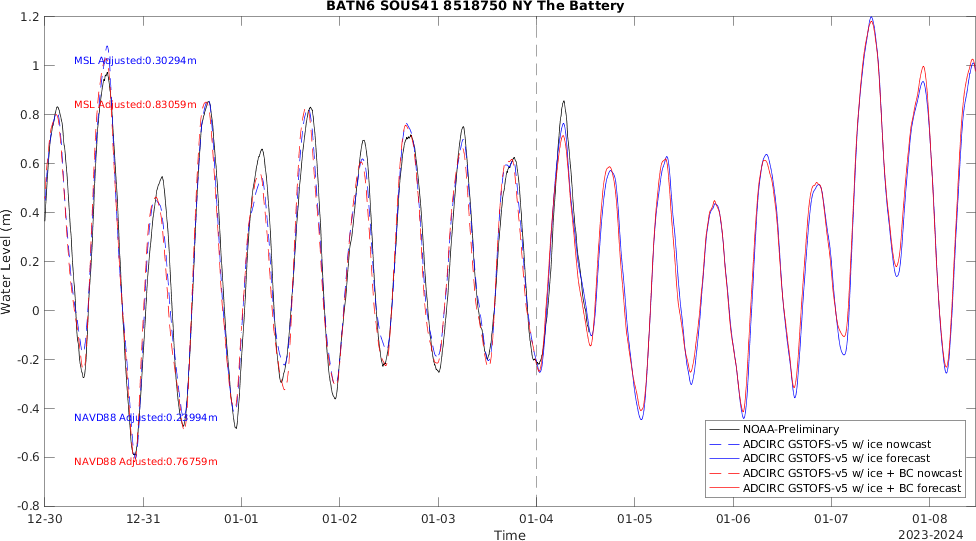 BATN6 SOUS41 8518750 NY The Battery
1.2
1
0.8
0.6
0.4
0.2
0
-0.2
-0.4
-0.6
-0.8
Water Level (m)
MSL Adjusted:0.30294m
MSL Adjusted:0.83059m
NAVD88 Adjusted:0.23994m
NAVD88 Adjusted:0.76759m
NOAA-Preliminary
ADCIRC GSTOFS-v5 w/ ice nowcast
ADCIRC GSTOFS-v5 w/ ice forecast
ADCIRC GSTOFS-v5 w/ ice + BC nowcast
ADCIRC GSTOFS-v5 w/ ice + BC forecast
12-30 12-31 01-01 01-02 01-03 01-04 01-05 01-06 01-07 01-08
Time
2023-2024